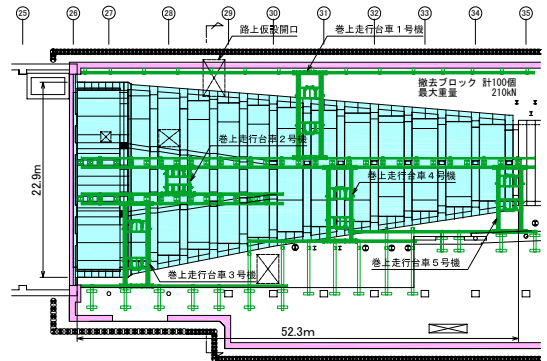 25 26 27 28 29 30 31 32 33 34 35
路上仮設開口
巻上走行台車1号機
撤去ブロック 計100個
最大重量 210kN
巻上走行台車2号機
巻上走行台車4号機
22.9m
巻上走行台車3号機
巻上走行台車5号機
52.3m